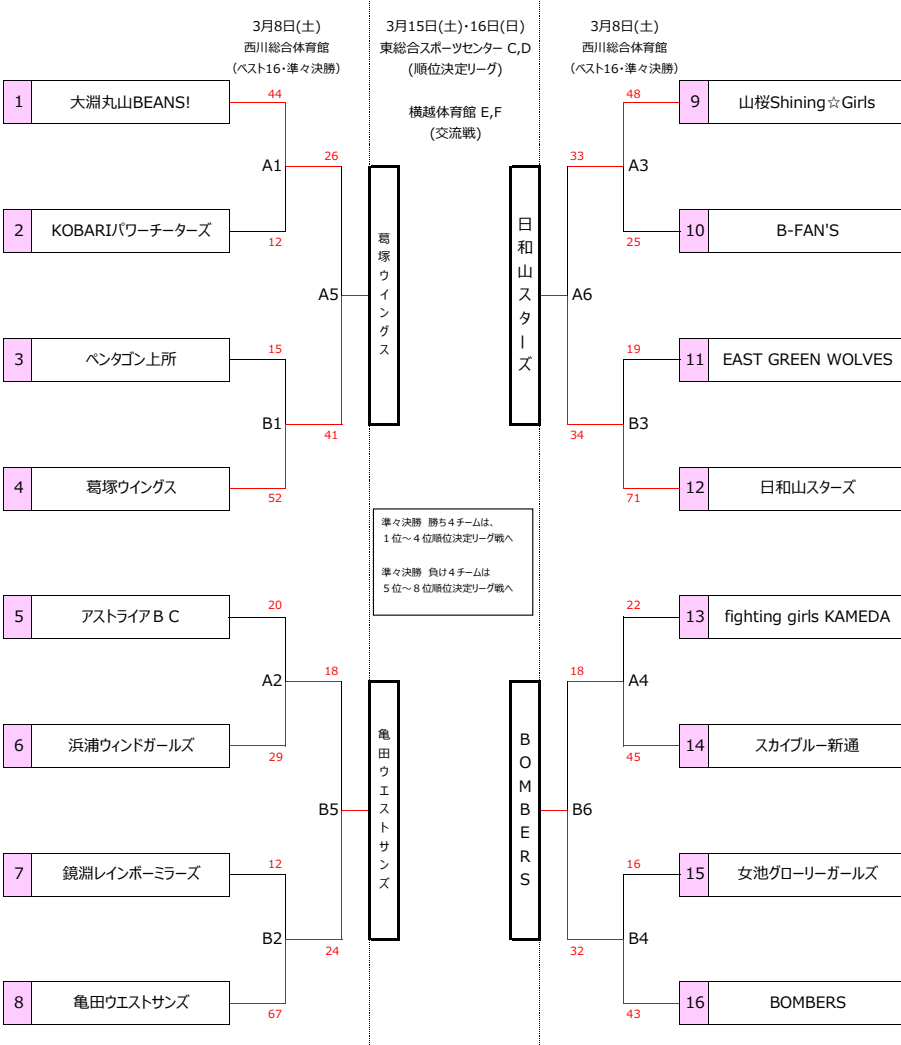 3月8日(土)
西川総合体育館
(ベスト16・準々決勝)
3月15日(土)・16日(日)
東総合スポーツセンター C,D
(順位決定リーグ)
横越体育館 E,F
(交流戦)
3月8日(土)
西川総合体育館
(ベスト16・準々決勝)
1 大淵丸山BEANS!
44
A1
26
2 KOBARIパワーチーターズ
12
A5
葛塚ウイングス
3 ペンタゴン上所
15
B1
41
4 葛塚ウイングス
52
5 アストライアBC
20
A2
18
6 浜浦ウィンドガールズ
29
B5
亀田ウエストサンズ
7 鏡淵レインボーミラーズ
12
B2
24
8 亀田ウエストサンズ
67
準々決勝 勝ち4チームは、
1位~4位順位決定リーグ戦へ
準々決勝 負け4チームは
5位~8位順位決定リーグ戦へ
48
9 山桜Shining☆Girls
33
A3
25
10 B-FAN'S
日和山スターズ
A6
19
11 EAST GREEN WOLVES
34
B3
71
12 日和山スターズ
22
13 fighting girls KAMEDA
18
A4
45
14 スカイブルー新通
BOMBERS
B6
16
15 女池グローリーガールズ
32
B4
43
16 BOMBERS